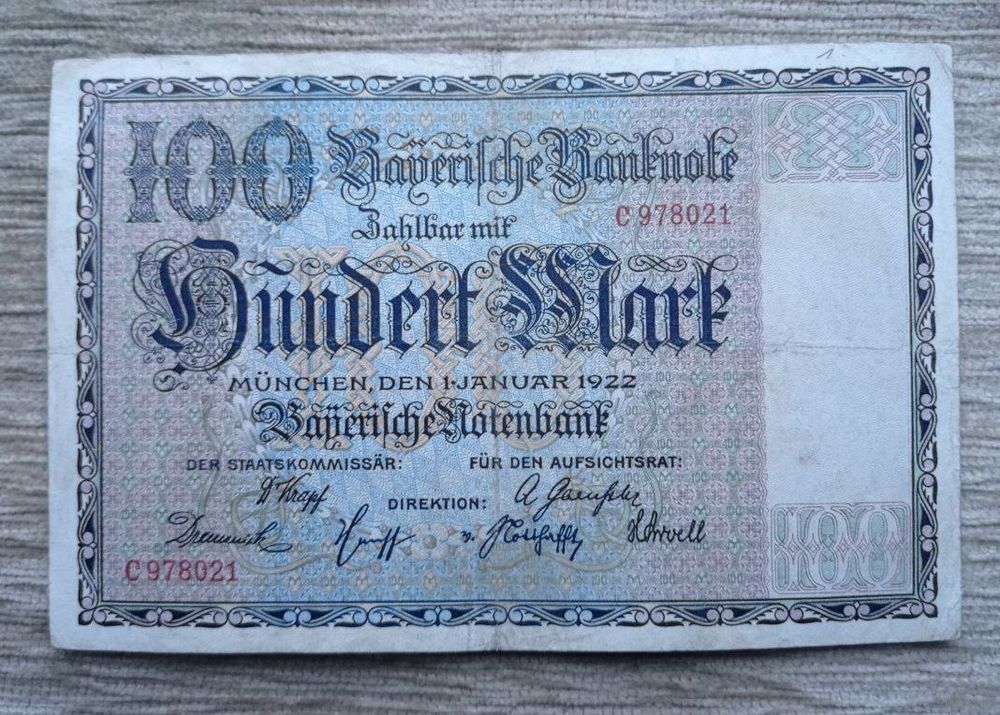 100 Bayerische Banknote
C 978021
Zahlbar mit
Hundert Mark
MÜNCHEN, DEN 1·JANUAR 1922
Bayerische Notenbank
DER STAATSKOMMISSÄR: FÜR DEN AUFSICHTSRAT:
DIREKTION:
C 978021
100